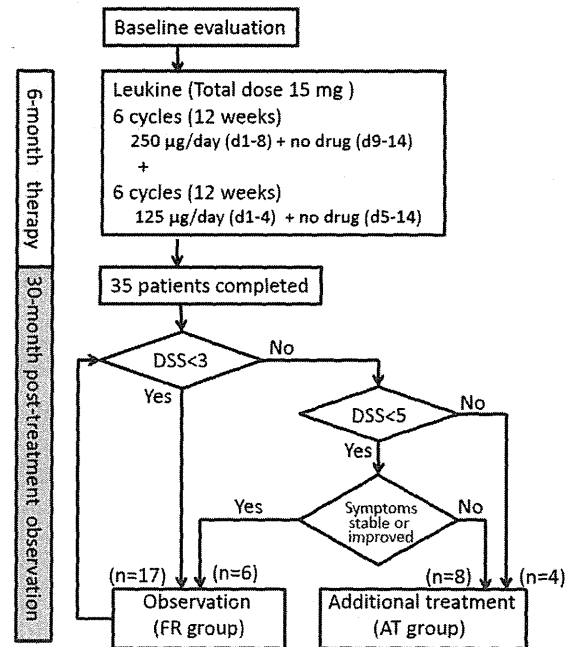 Baseline evaluation
6-month therapy
Leukine (Total dose 15 mg )
6 cycles (12 weeks)
250 µg/day (d1-8) + no drug (d9-14)
+
6 cycles (12 weeks)
125 µg/day (d1-4) + no drug (d5-14)
30-month post-treatment observation
35 patients completed
DSS<3
No
Yes
DSS<5
No
Yes
Symptoms
stable or
improved
Yes
No
(n=17)
(n=6)
(n=8)
(n=4)
Observation
(FR group)
Additional treatment
(AT group)